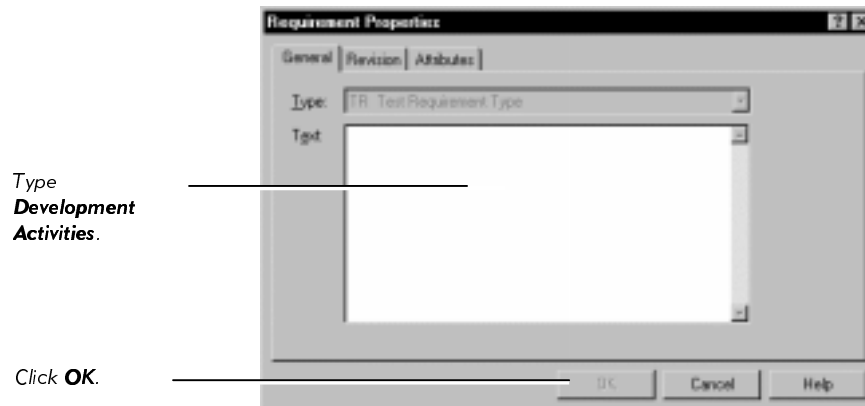 Requirement Properties
General Revision Attributes
Type: TR: Test Requirement Type
Text:
Type
Development
Activities.
Click OK.
OK Cancel Help